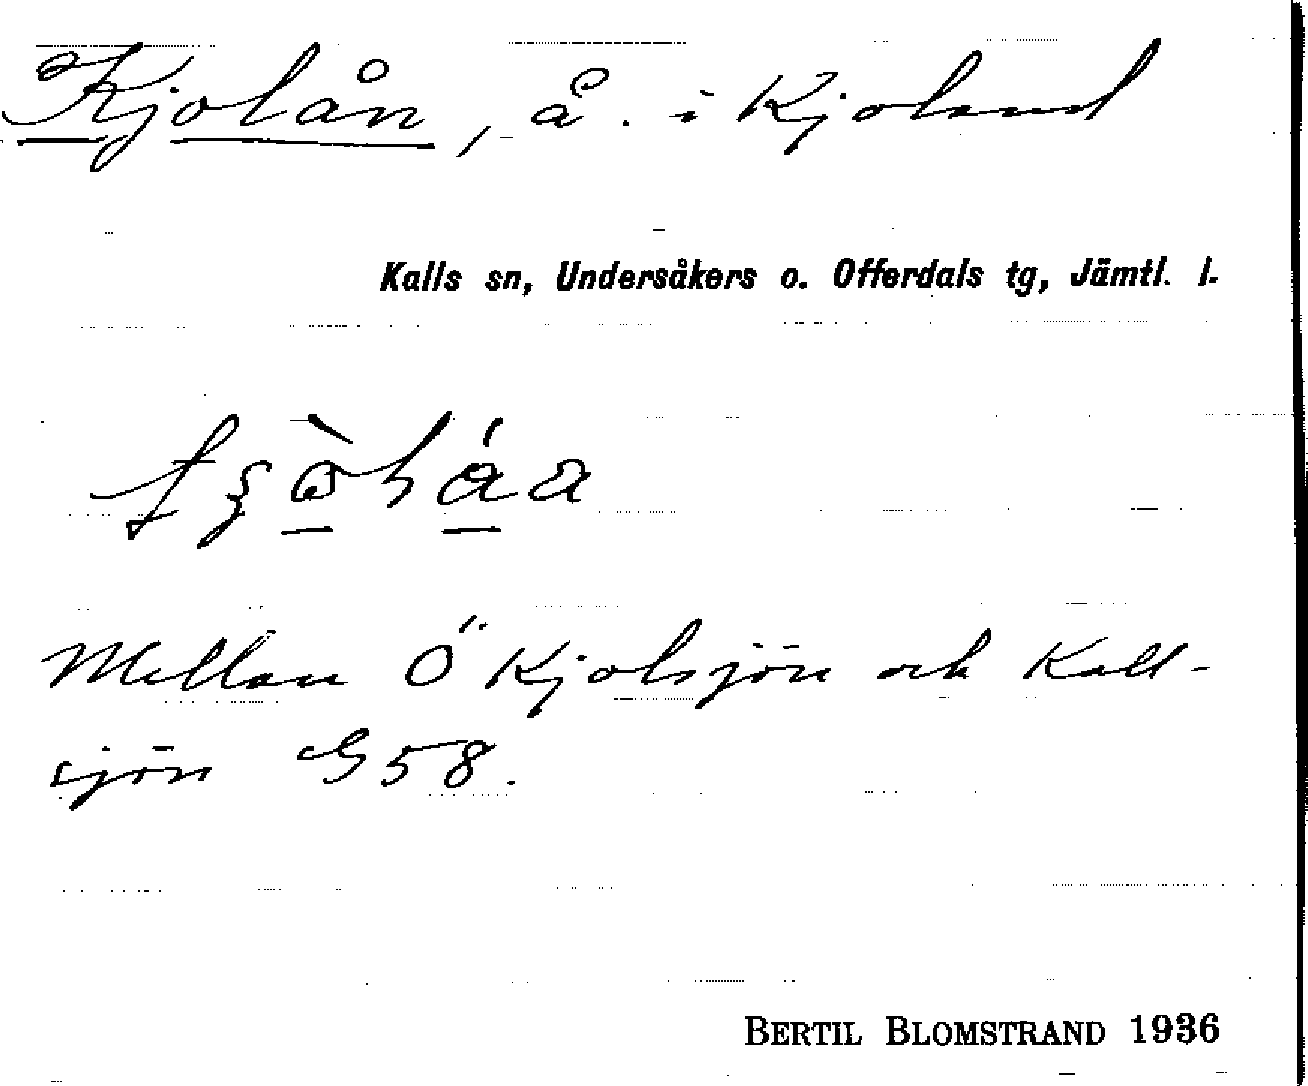 Kjolån, å. i Kjoland
Kalls sn, Undersåkers o. Offerdals tg, Jämtl. l.
Mellan Ö Kjolsjön och Kall-
sjön G58.
BERTIL BLOMSTRAND 1936